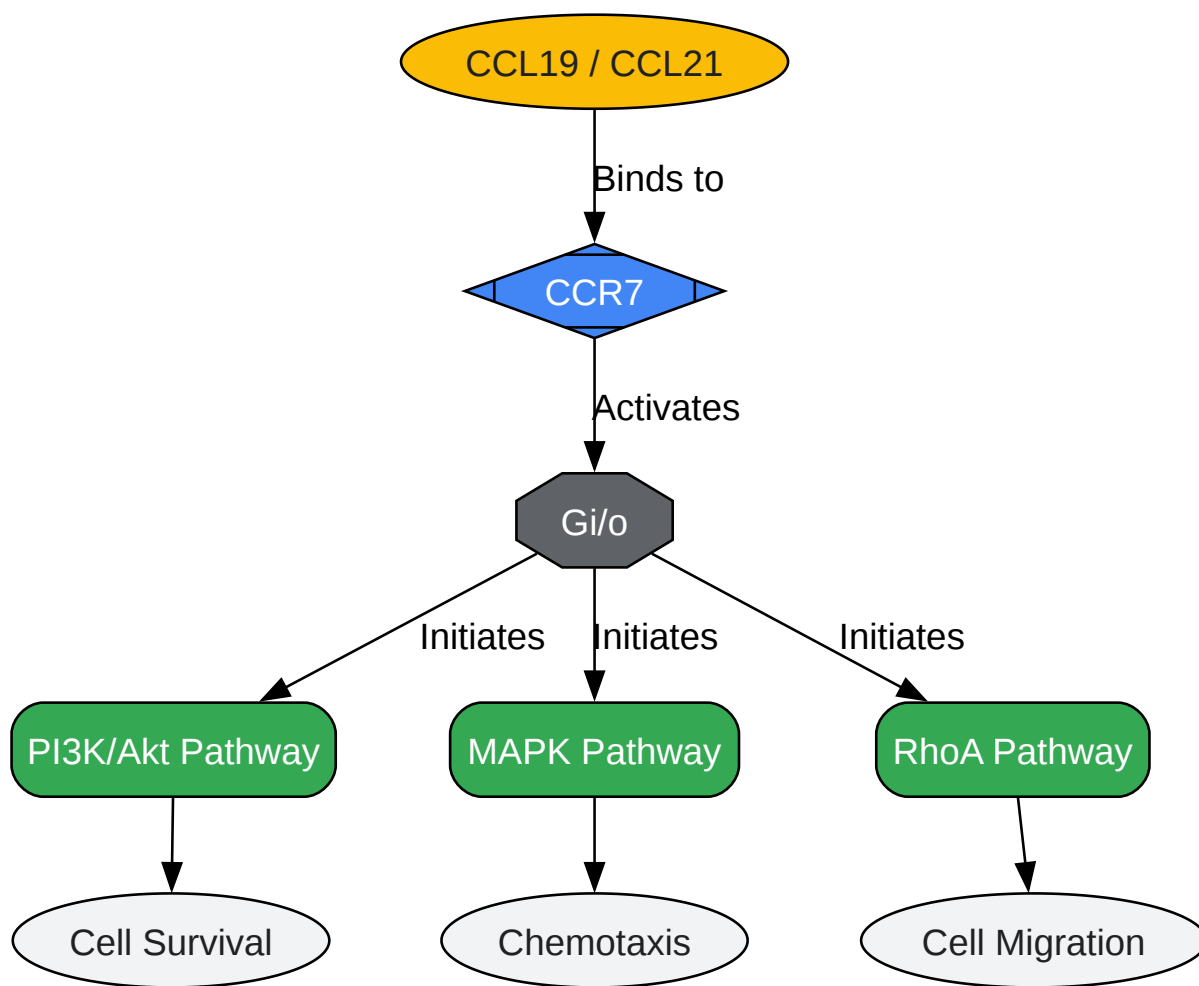 CCL19 / CCL21
Binds to
CCR7
Activates
Gi/o
Initiates
Initiates
Initiates
PI3K/Akt Pathway
MAPK Pathway
RhoA Pathway
Cell Survival
Chemotaxis
Cell Migration